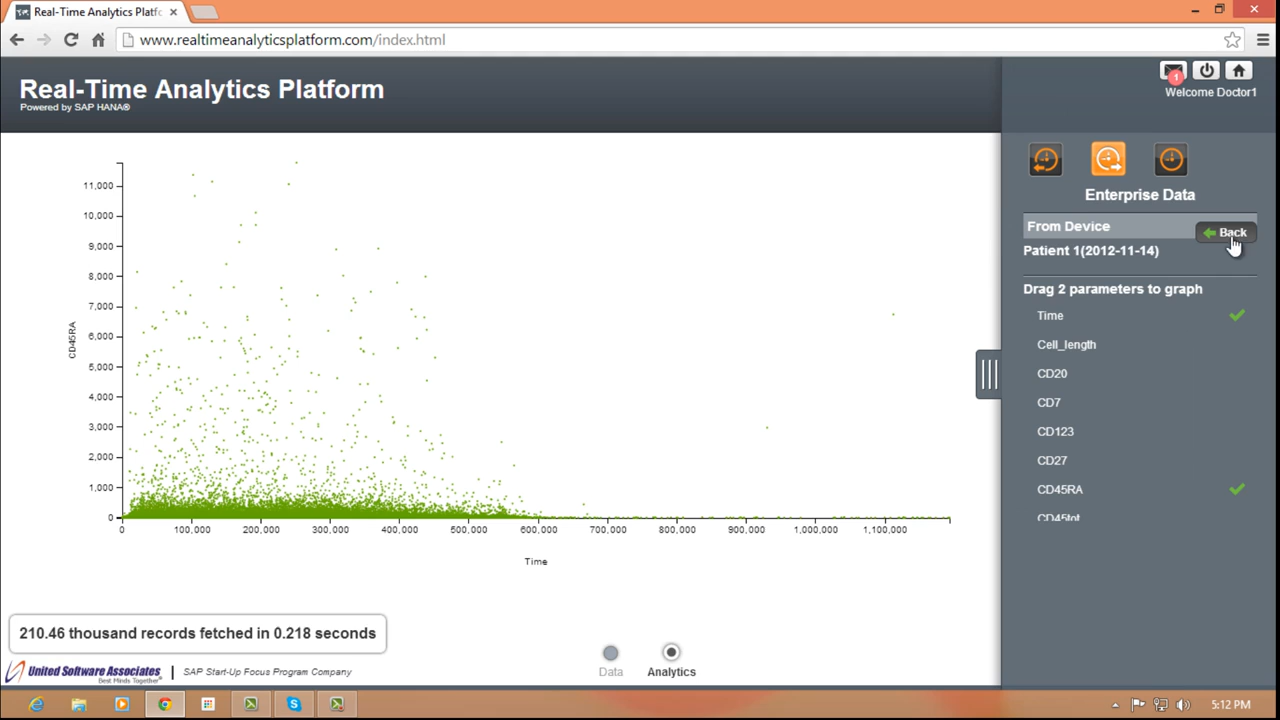 Real-Time Analytics Platfo
www.realtimeanalyticsplatform.com/index.html
Real-Time Analytics Platform
Powered by SAP HANA®
1
Welcome Doctor1
Enterprise Data
From Device
Back
Patient 1(2012-11-14)
Drag 2 parameters to graph
Time
Cell_length
CD20
CD7
CD123
CD27
CD45RA
CD45tot
11,000
10,000
9,000
8,000
7,000
6,000
5,000
4,000
3,000
2,000
1,000
0
CD45RA
0 100,000 200,000 300,000 400,000 500,000 600,000 700,000 800,000 900,000 1,000,000 1,100,000
Time
210.46 thousand records fetched in 0.218 seconds
Data
Analytics
United Software Associates
Best Minds Together
SAP Start-Up Focus Program Company
5:12 PM